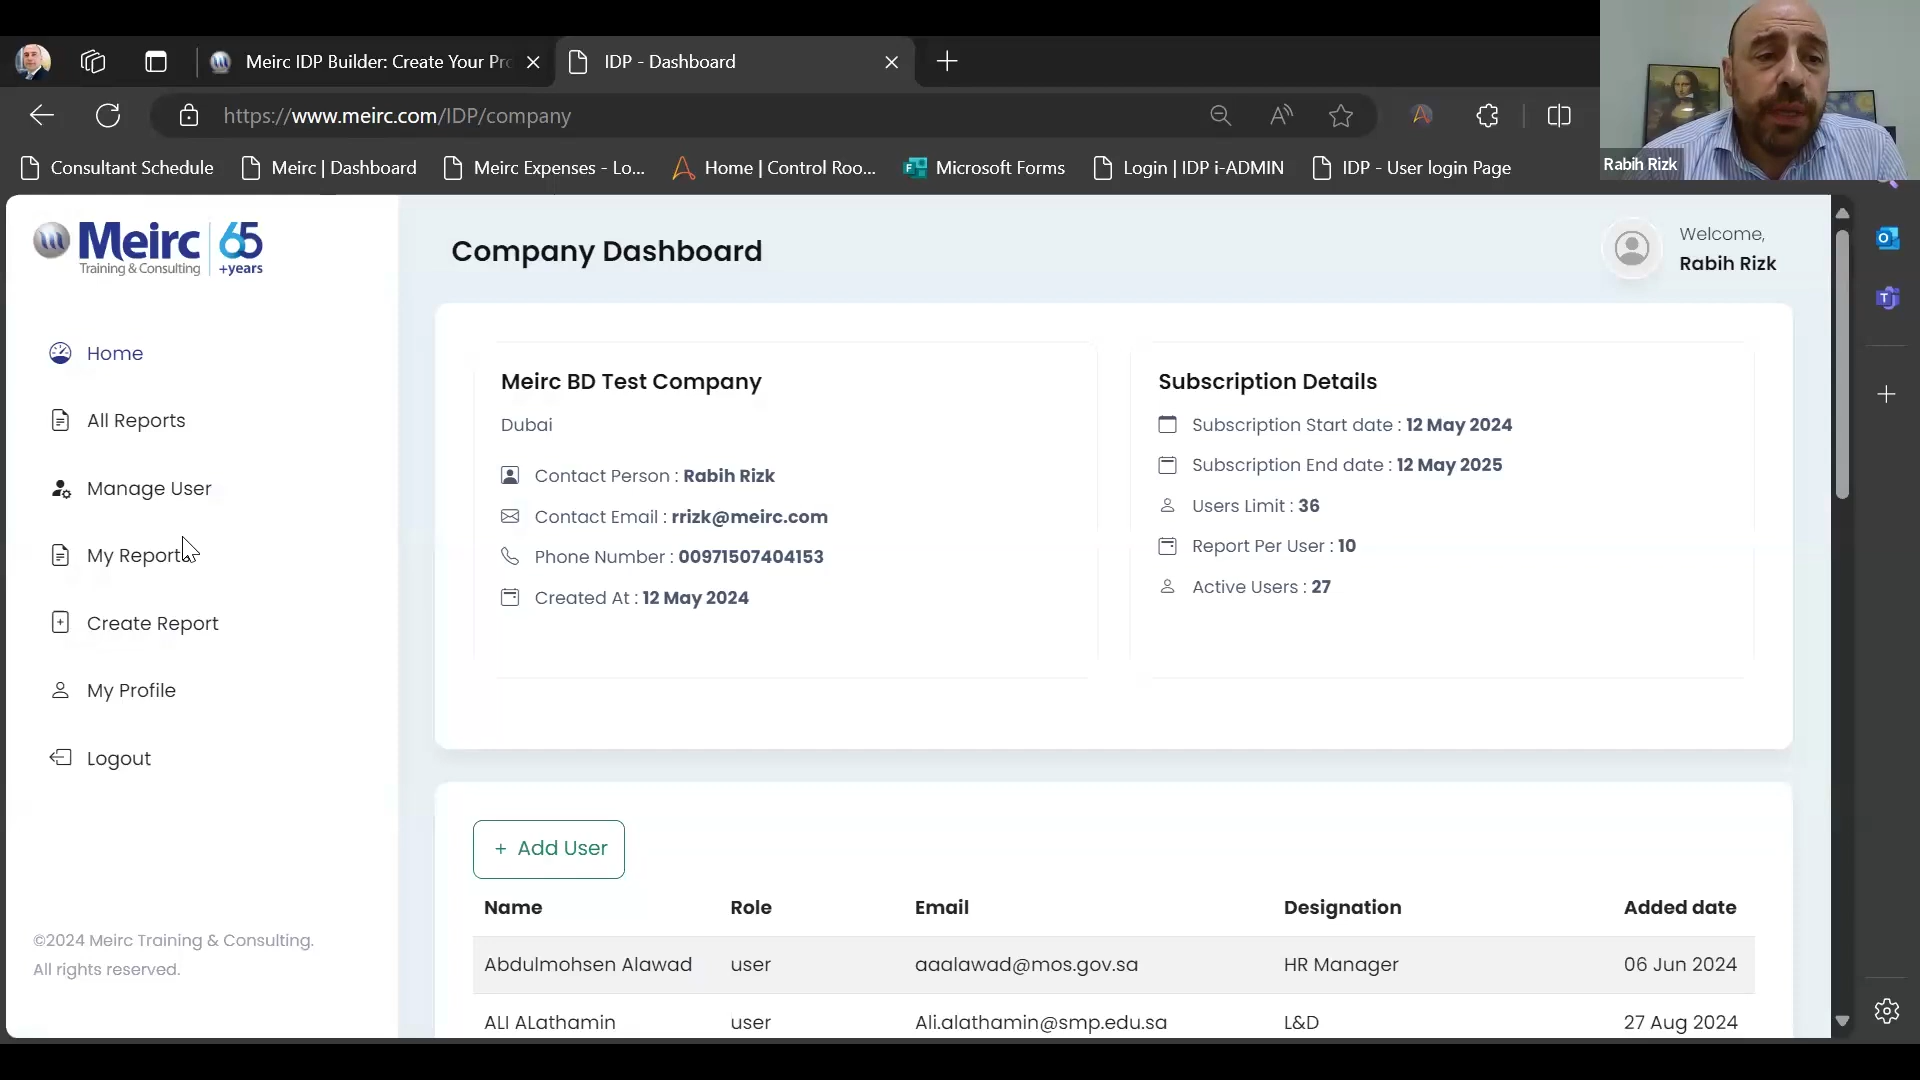 Meirc IDP Builder: Create Your Pro
IDP - Dashboard
https://www.meirc.com/IDP/company
Consultant Schedule
Meirc | Dashboard
Meirc Expenses - Lo...
Home | Control Roo...
Microsoft Forms
Login | IDP i-ADMIN
IDP - User login Page
Rabih Rizk
Meirc 65
Training & Consulting +years
Company Dashboard
Welcome,
Rabih Rizk
Home
All Reports
Manage User
My Reports
Create Report
My Profile
Logout
©2024 Meirc Training & Consulting.
All rights reserved.
Meirc BD Test Company
Dubai
Contact Person : Rabih Rizk
Contact Email : rrizk@meirc.com
Phone Number : 00971507404153
Created At : 12 May 2024
Subscription Details
Subscription Start date : 12 May 2024
Subscription End date : 12 May 2025
Users Limit : 36
Report Per User : 10
Active Users : 27
+ Add User
Name Role Email Designation Added date
Abdulmohsen Alawad user aaalawad@mos.gov.sa HR Manager 06 Jun 2024
ALI ALathamin user Ali.alathamin@smp.edu.sa L&D 27 Aug 2024